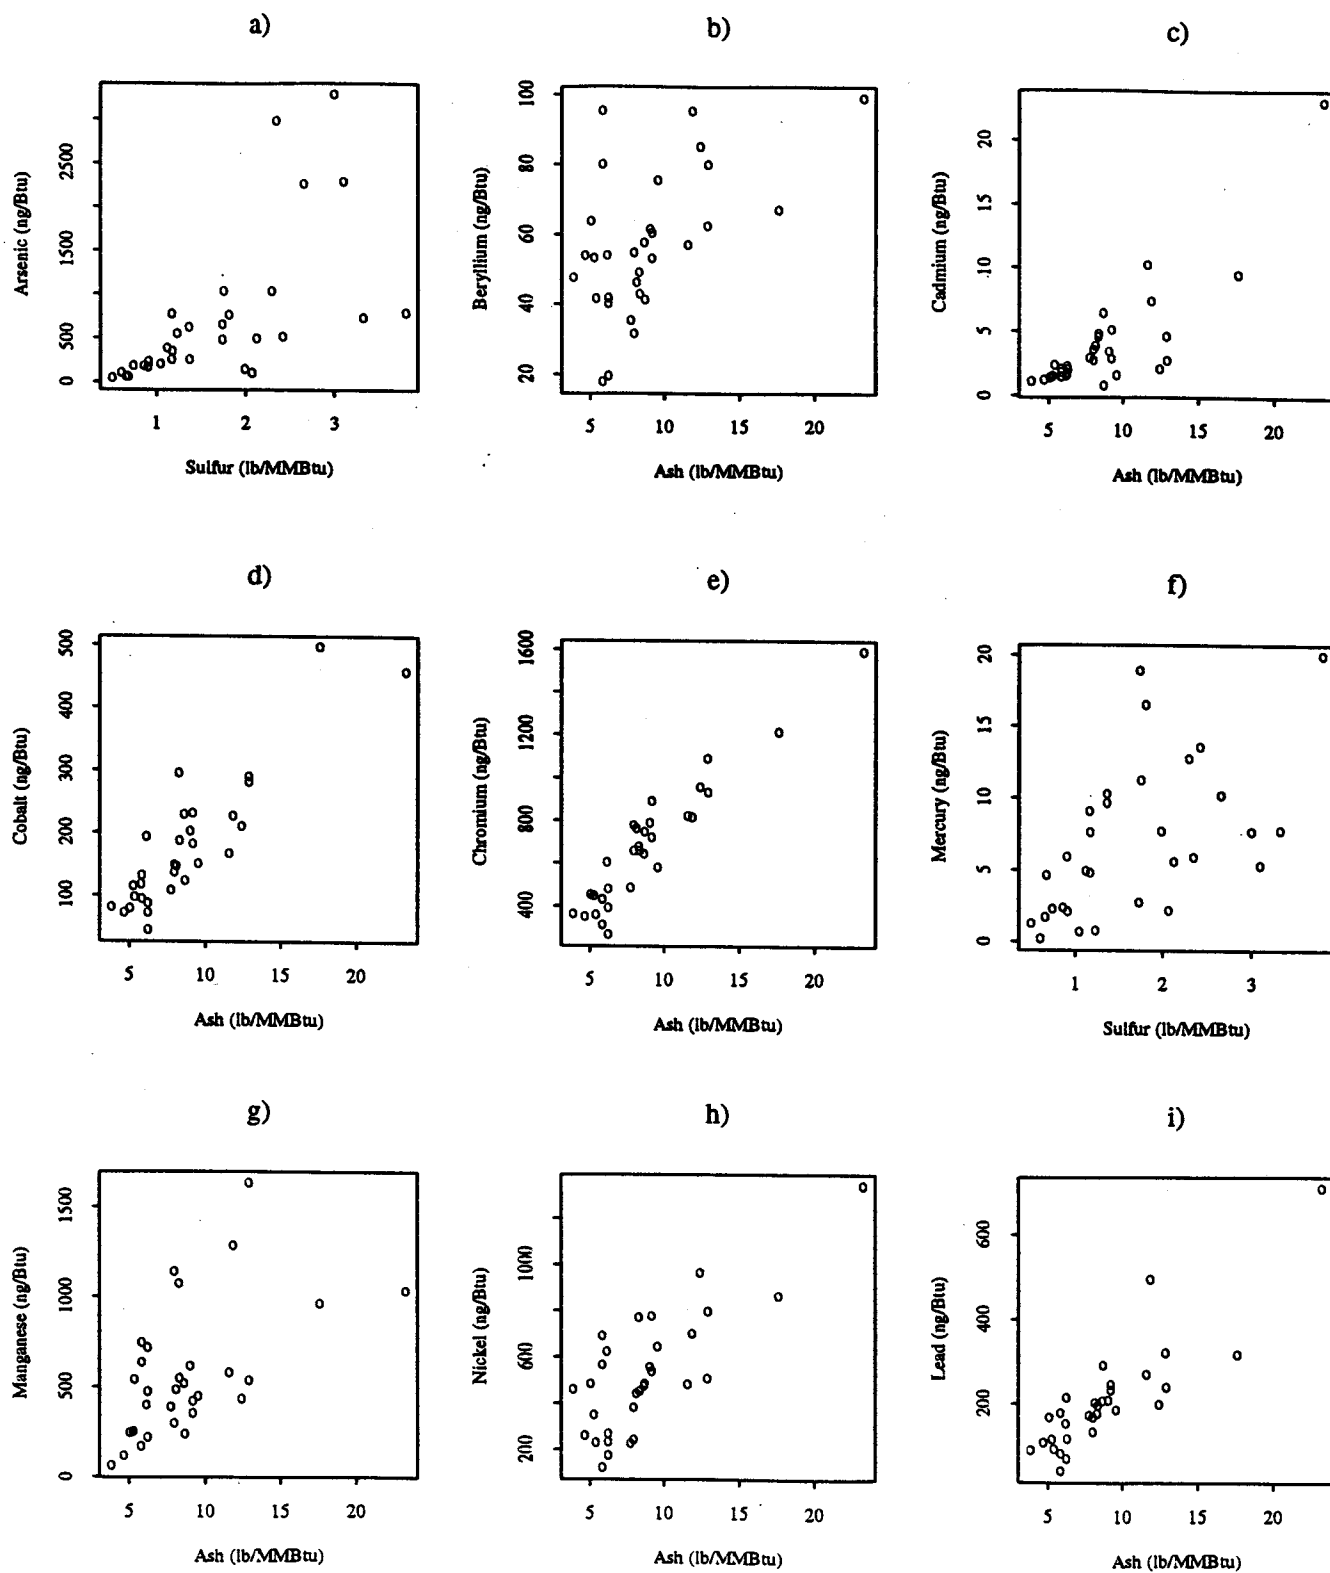 a)
Arsenic (ng/Btu)
2500
1500
500
0
1 2 3
Sulfur (lb/MMBtu)
b)
Beryllium (ng/Btu)
100
80
60
40
20
5 10 15 20
Ash (lb/MMBtu)
c)
Cadmium (ng/Btu)
20
15
10
5
0
5 10 15 20
Ash (lb/MMBtu)
d)
Cobalt (ng/Btu)
500
400
300
200
100
5 10 15 20
Ash (lb/MMBtu)
e)
Chromium (ng/Btu)
1600
1200
800
400
5 10 15 20
Ash (lb/MMBtu)
f)
Mercury (ng/Btu)
20
15
10
5
0
1 2 3
Sulfur (lb/MMBtu)
g)
Manganese (ng/Btu)
1500
1000
500
0
5 10 15 20
Ash (lb/MMBtu)
h)
Nickel (ng/Btu)
1000
600
200
5 10 15 20
Ash (lb/MMBtu)
i)
Lead (ng/Btu)
600
400
200
5 10 15 20
Ash (lb/MMBtu)